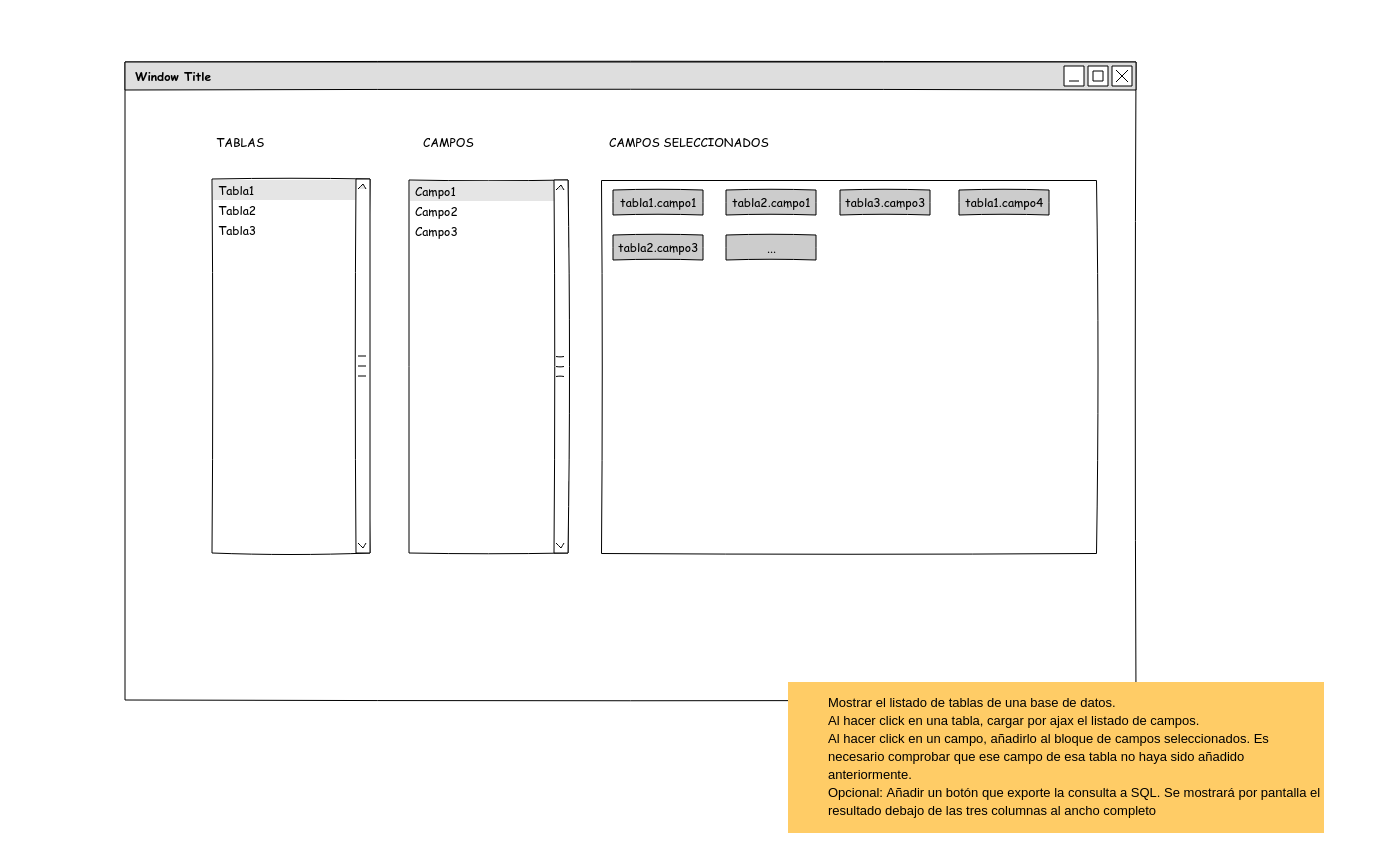 Window Title
TABLAS
CAMPOS
CAMPOS SELECCIONADOS
Tabla1
Tabla2
Tabla3
Campo1
Campo2
Campo3
tabla1.campo1
tabla2.campo1
tabla3.campo3
tabla1.campo4
tabla2.campo3
...
Mostrar el listado de tablas de una base de datos.
Al hacer click en una tabla, cargar por ajax el listado de campos.
Al hacer click en un campo, añadirlo al bloque de campos seleccionados. Es
necesario comprobar que ese campo de esa tabla no haya sido añadido
anteriormente.
Opcional: Añadir un botón que exporte la consulta a SQL. Se mostrará por pantalla el
resultado debajo de las tres columnas al ancho completo